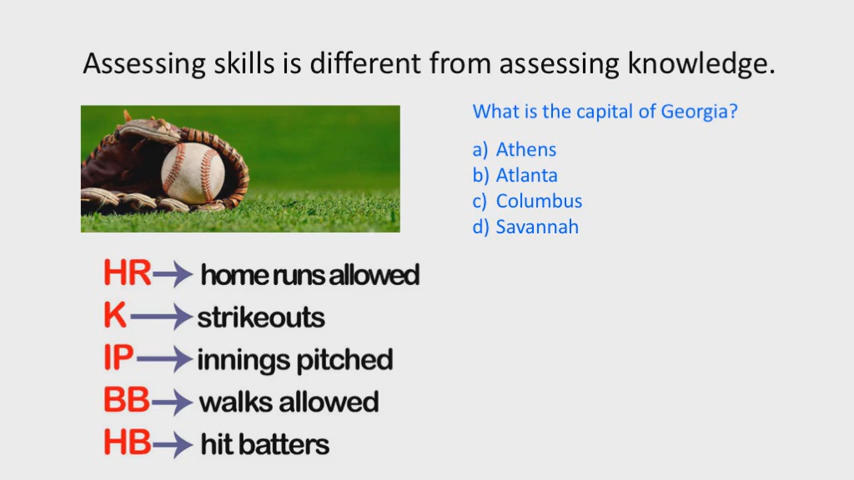 Assessing skills is different from assessing knowledge.
What is the capital of Georgia?
a) Athens
b) Atlanta
c) Columbus
d) Savannah
HR home runs allowed
K strikeouts
IP innings pitched
BB walks allowed
HB hit batters